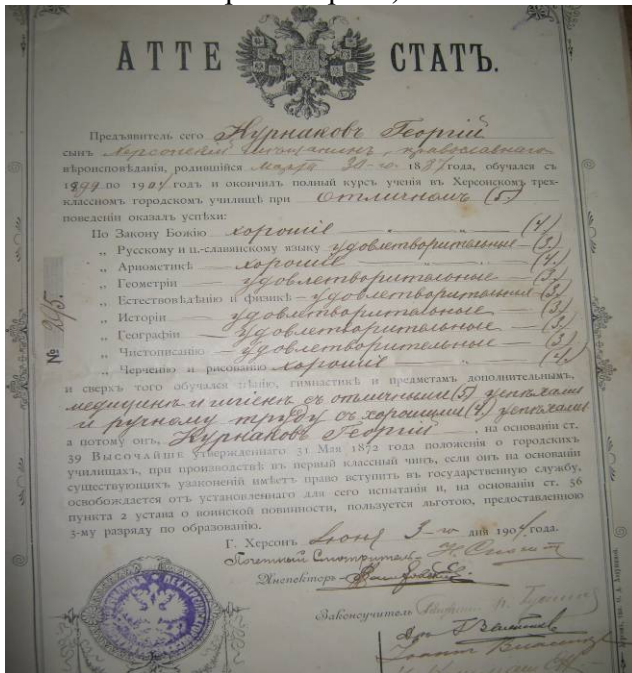 АТТЕСТАТЪ.
Предъявитель сего Курнаковъ Георгій
сынъ Херсонскій мѣщанинъ, православнаго
вѣроисповѣданія, родившійся Марта 30-го 1887 года, обучался съ
1899 по 1904 годъ и окончилъ полный курсъ ученія въ Херсонскомъ трех-
классномъ городскомъ училищѣ при отличномъ (5)
поведеніи оказалъ успѣхи:
По Закону Божію хорошіе (4)
„ Русскому и ц.-славянскому языку удовлетворительные (3)
„ Ариѳметикѣ хорошіе (4)
„ Геометріи удовлетворительные (3)
„ Естествовѣдѣнію и физикѣ удовлетворительные (3)
„ Исторіи удовлетворительные (3)
„ Географіи удовлетворительные (3)
„ Чистописанію удовлетворительные (3)
„ Черченію и рисованію хорошіе (4)
№ 295.
и сверхъ того обучался пѣнію, гимнастикѣ и предметамъ дополнительнымъ,
медицинѣ и гигіенѣ съ отличными (5) успѣхами
и ручному труду съ хорошими (4) успѣхами
а потому онъ, Курнаковъ Георгій, на основаніи ст.
39 Высочайше утвержденнаго 31 Мая 1872 года положенія о городскихъ
училищахъ, при производствѣ въ первый классный чинъ, если онъ на основаніи
существующихъ узаконеній имѣетъ право вступить въ государственную службу,
освобождается отъ установленнаго для сего испытанія и, на основаніи ст. 56
пункта 2 устава о воинской повинности, пользуется льготою, предоставленною
3-му разряду по образованію.
Г. Херсонъ. Іюня 3-го дня 1904 года.
Почетный Смотритель
Инспекторъ
Законоучитель